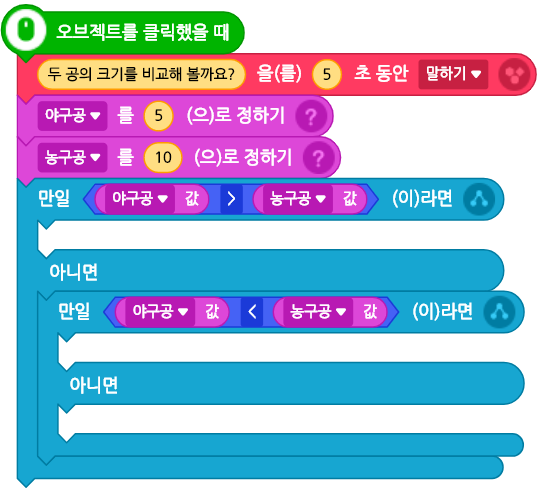 오브젝트를 클릭했을 때
두 공의 크기를 비교해 볼까요? 을(를) 5 초 동안 말하기 ▼
야구공 ▼ 를 5 (으)로 정하기 ?
농구공 ▼ 를 10 (으)로 정하기 ?
만일 야구공 ▼ 값 > 농구공 ▼ 값 (이)라면
아니면
만일 야구공 ▼ 값 < 농구공 ▼ 값 (이)라면
아니면